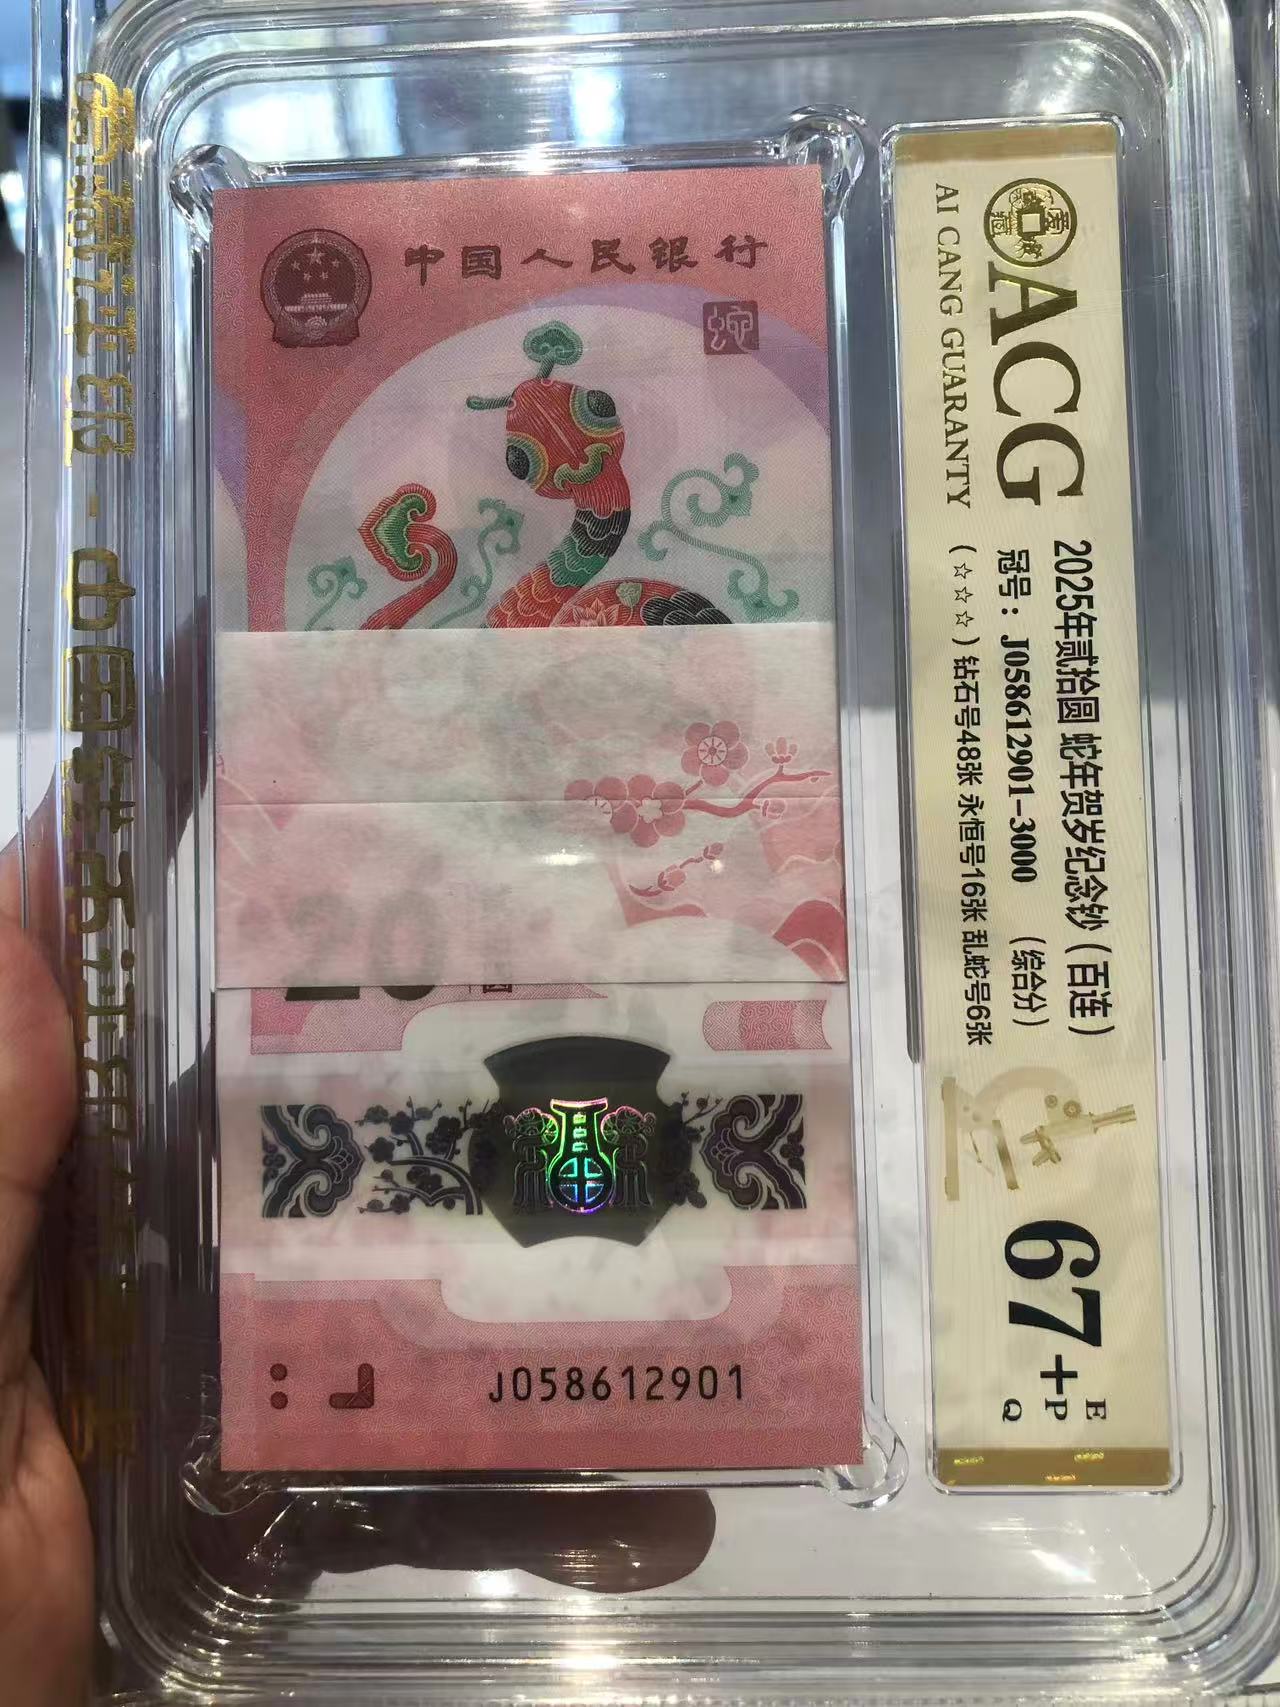 中国人民银行
蛇
20
圆
J058612901
ACG
AI CANG GUARANTY
2025年贰拾圆 蛇年贺岁纪念钞（百连）
冠号：J058612901-3000 （综合分）
（☆☆☆）钻石号48张 永恒号16张 乱蛇号6张
67+
E
P
Q